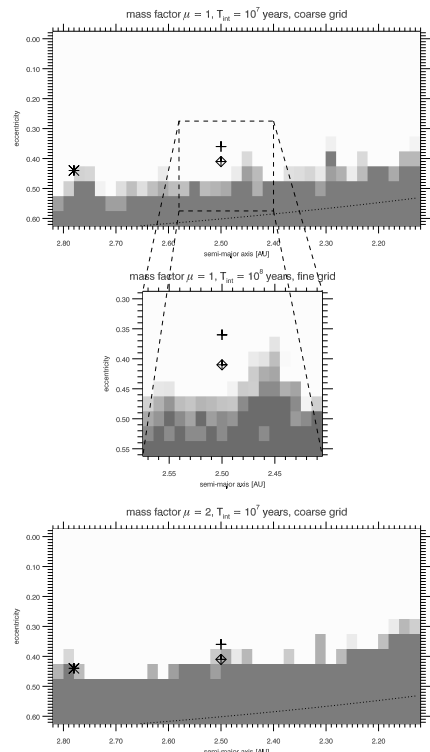 mass factor μ = 1, T_int = 10^7 years, coarse grid
0.00
0.10
0.20
0.30
0.40
0.50
0.60
eccentricity
2.80 2.70 2.60 2.50 2.40 2.30 2.20
semi-major axis [AU]
mass factor μ = 1, T_int = 10^8 years, fine grid
0.30
0.35
0.40
0.45
0.50
0.55
eccentricity
2.55 2.50 2.45
semi-major axis [AU]
mass factor μ = 2, T_int = 10^7 years, coarse grid
0.00
0.10
0.20
0.30
0.40
0.50
0.60
eccentricity
2.80 2.70 2.60 2.50 2.40 2.30 2.20
semi-major axis [AU]